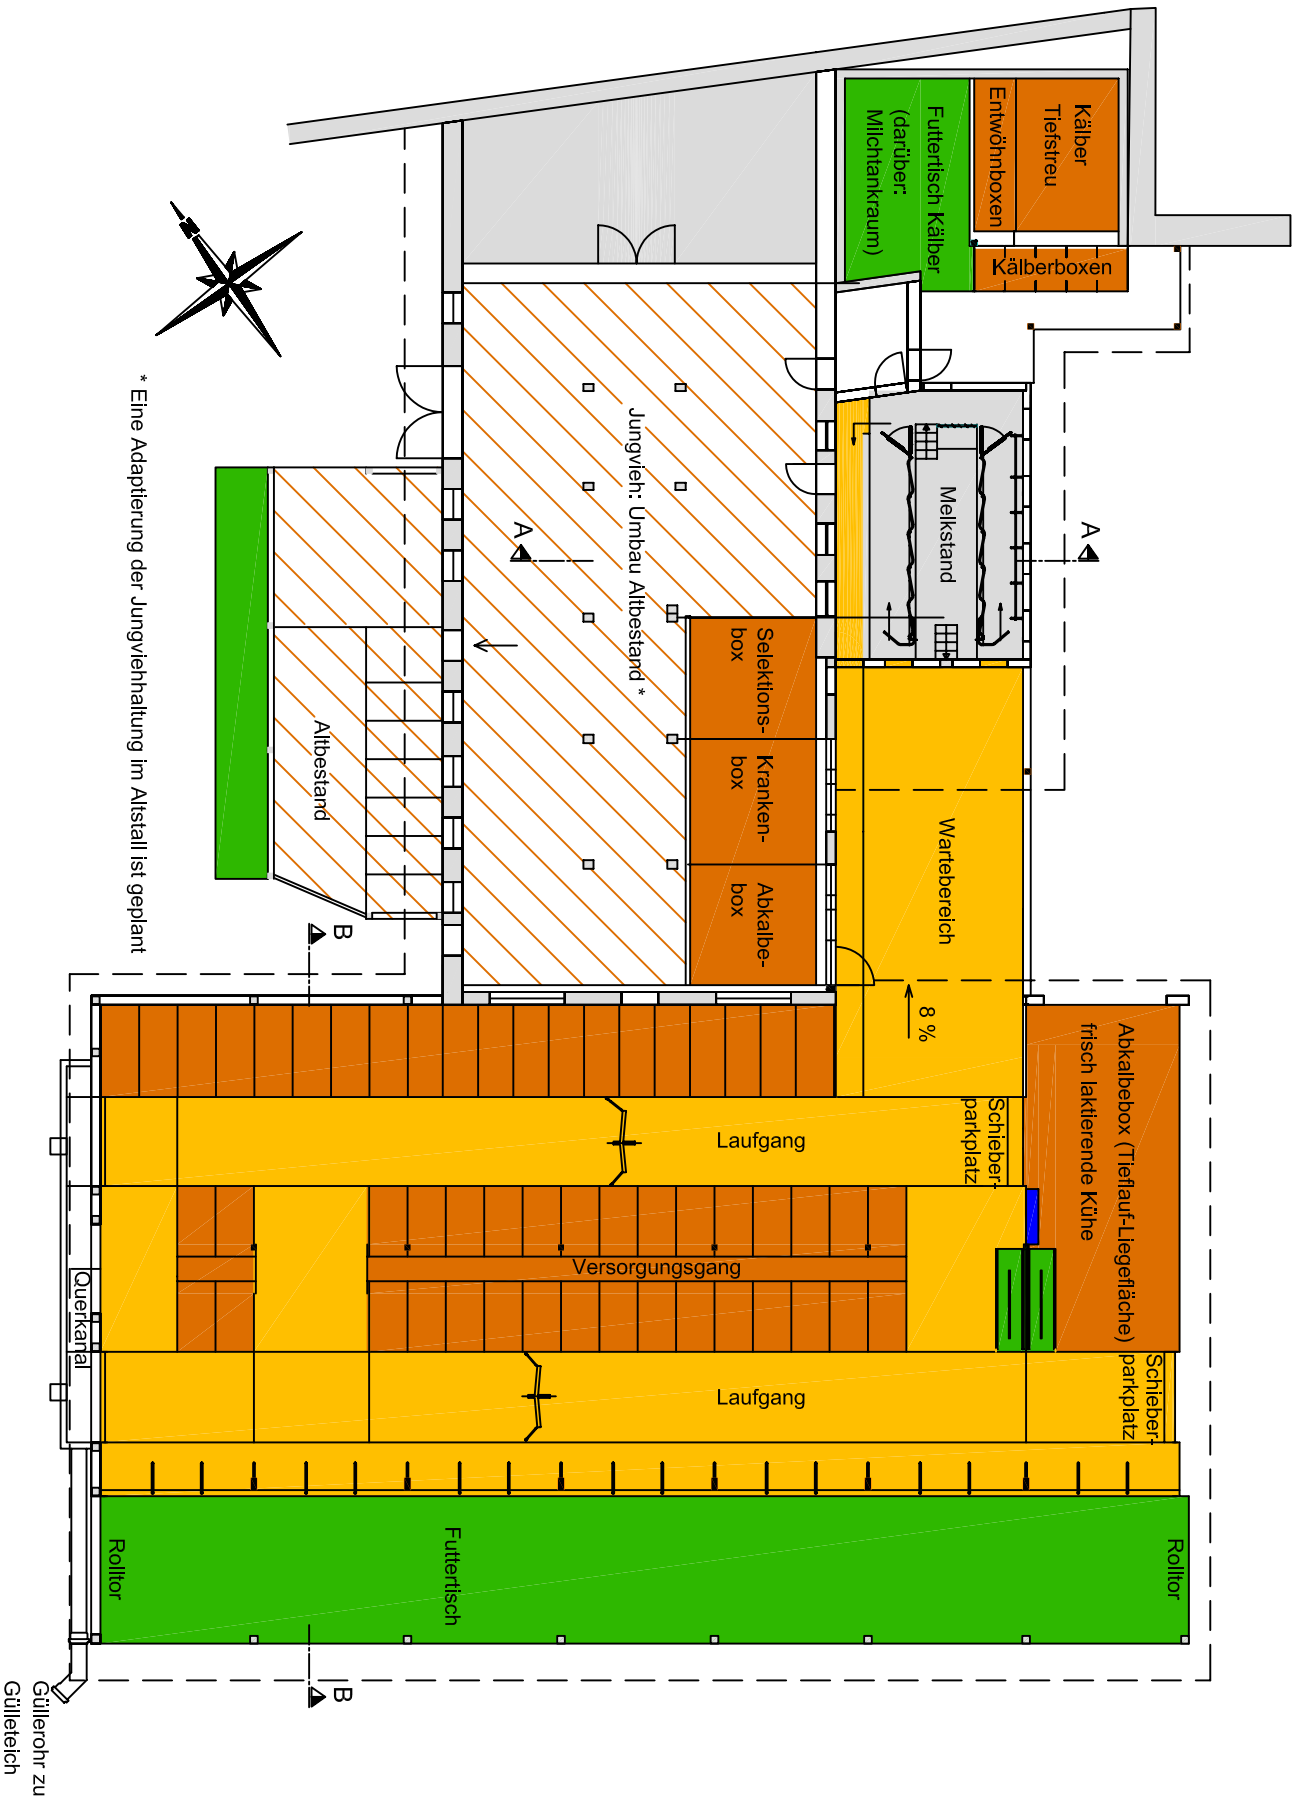 Kälber
Tiefstreu
Entwöhnboxen
Futtertisch Kälber
(darüber:
Milchtankraum)
Kälberboxen
N
Melkstand
A
A
Jungvieh: Umbau Altbestand *
Selektions-
box
Kranken-
box
Abkalbe-
box
Wartebereich
Altbestand
* Eine Adaptierung der Jungviehhaltung im Altstall ist geplant
B
8 %
Abkalbebox (Tieflauf-Liegefläche)
frisch laktierende Kühe
Schieber-
parkplatz
Laufgang
Versorgungsgang
Querkanal
Laufgang
Schieber-
parkplatz
Rolltor
Futtertisch
Rolltor
B
Güllerohr zu
Gülleteich